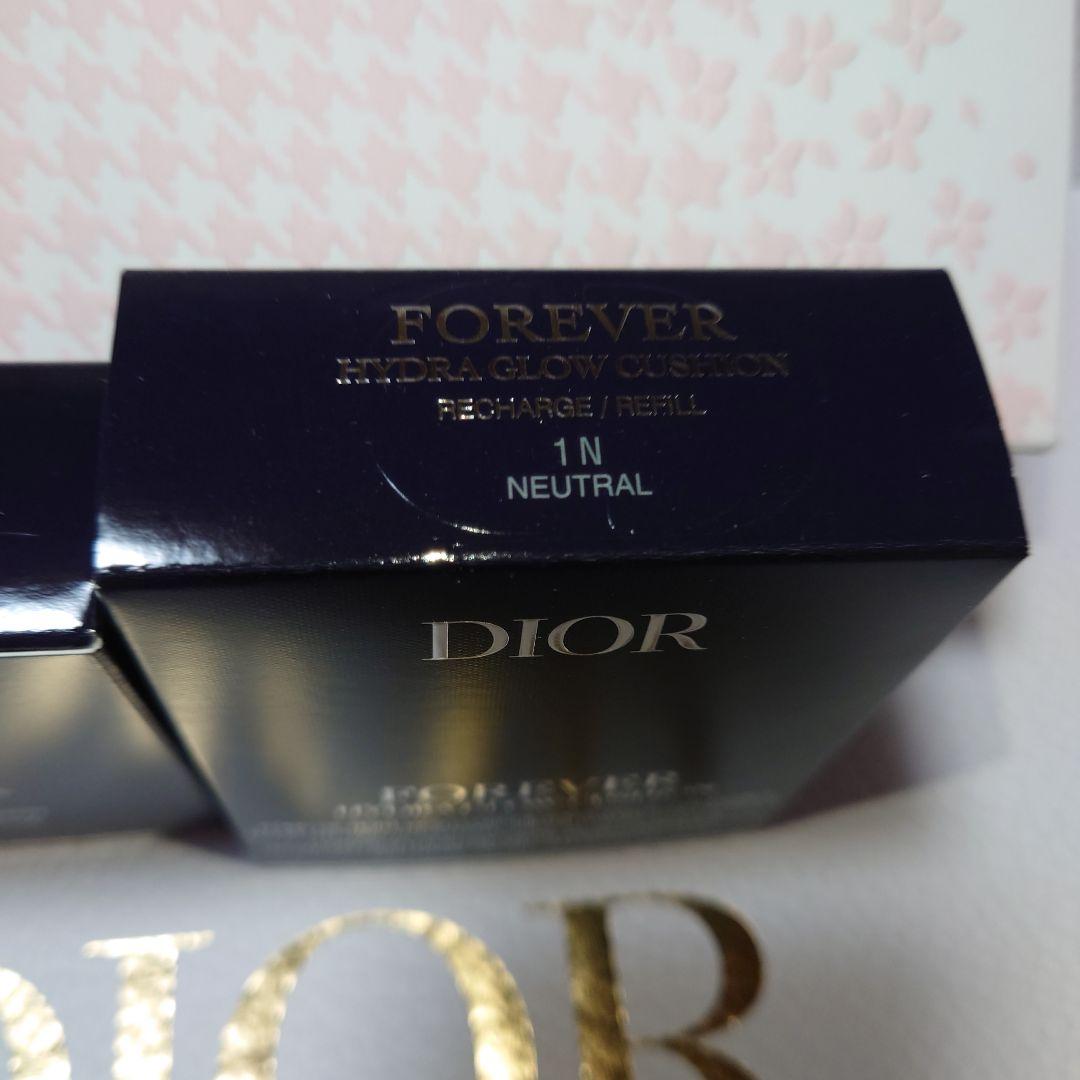 FOREVER
HYDRA GLOW CUSHION
RECHARGE / REFILL
1 N
NEUTRAL
DIOR
FOREVER
DIOR